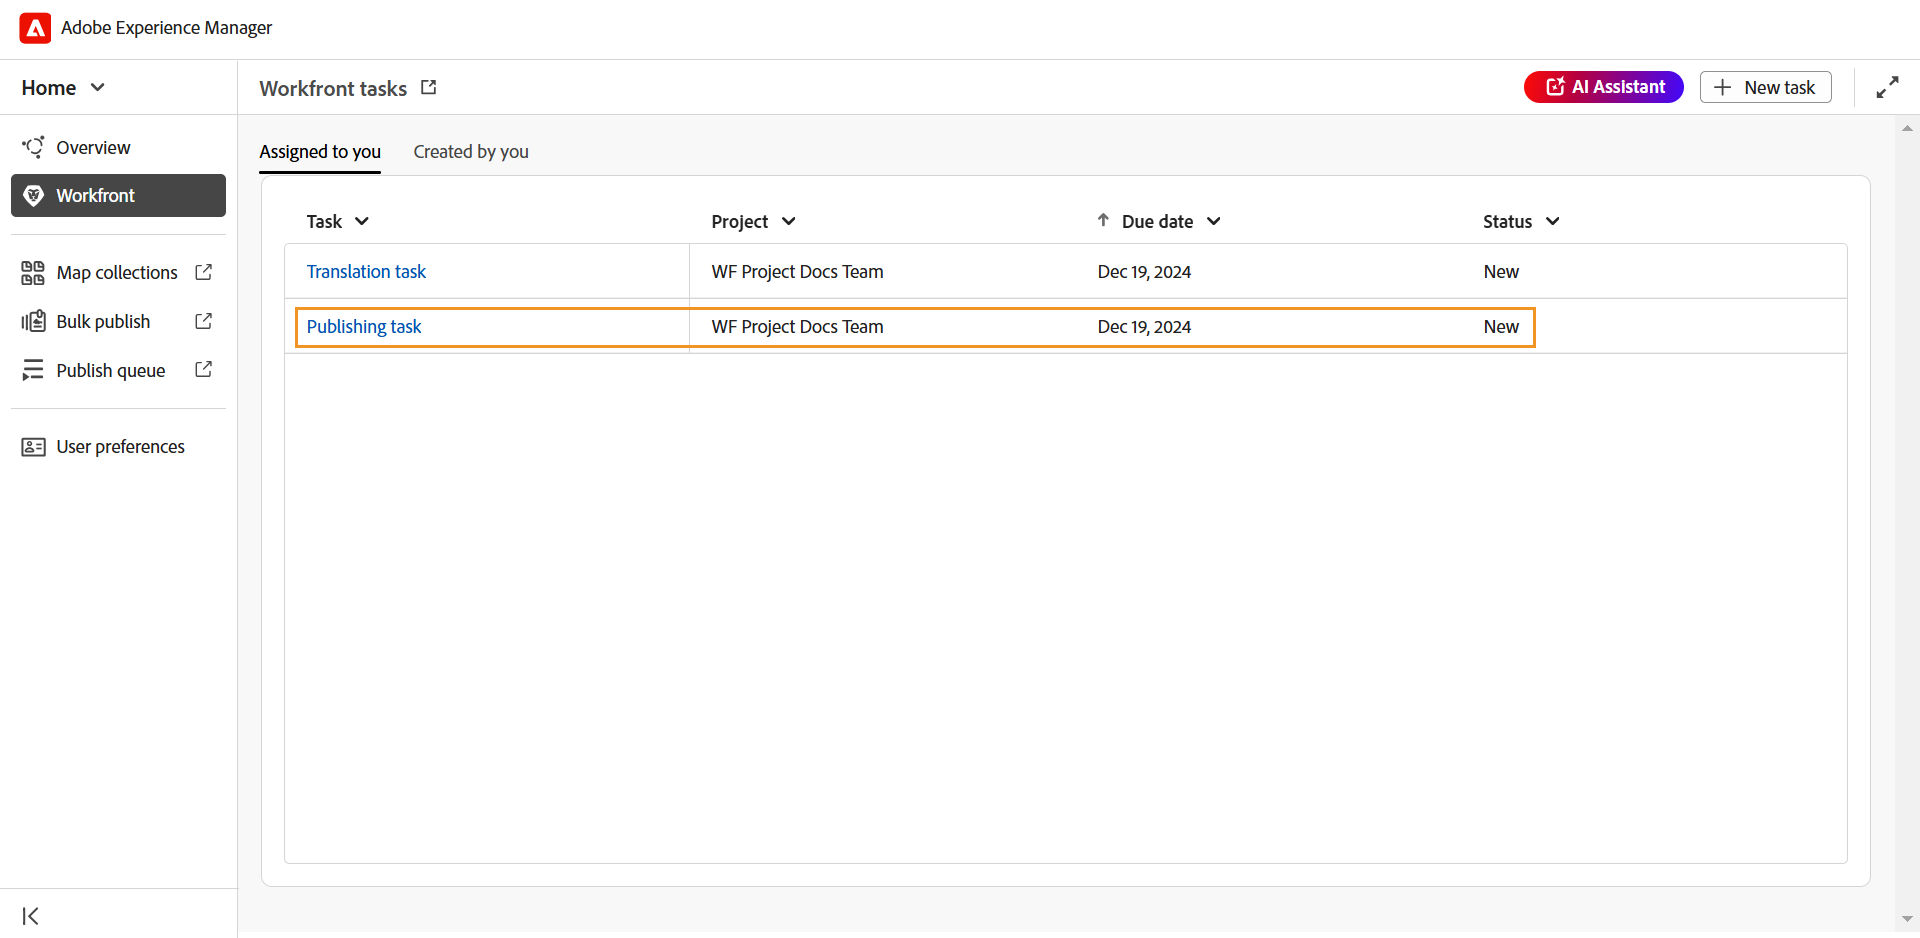 Adobe Experience Manager
Home
Workfront tasks
AI Assistant
New task
Overview
Workfront
Map collections
Bulk publish
Publish queue
User preferences
Assigned to you
Created by you
Task
Project
Due date
Status
Translation task
WF Project Docs Team
Dec 19, 2024
New
Publishing task
WF Project Docs Team
Dec 19, 2024
New